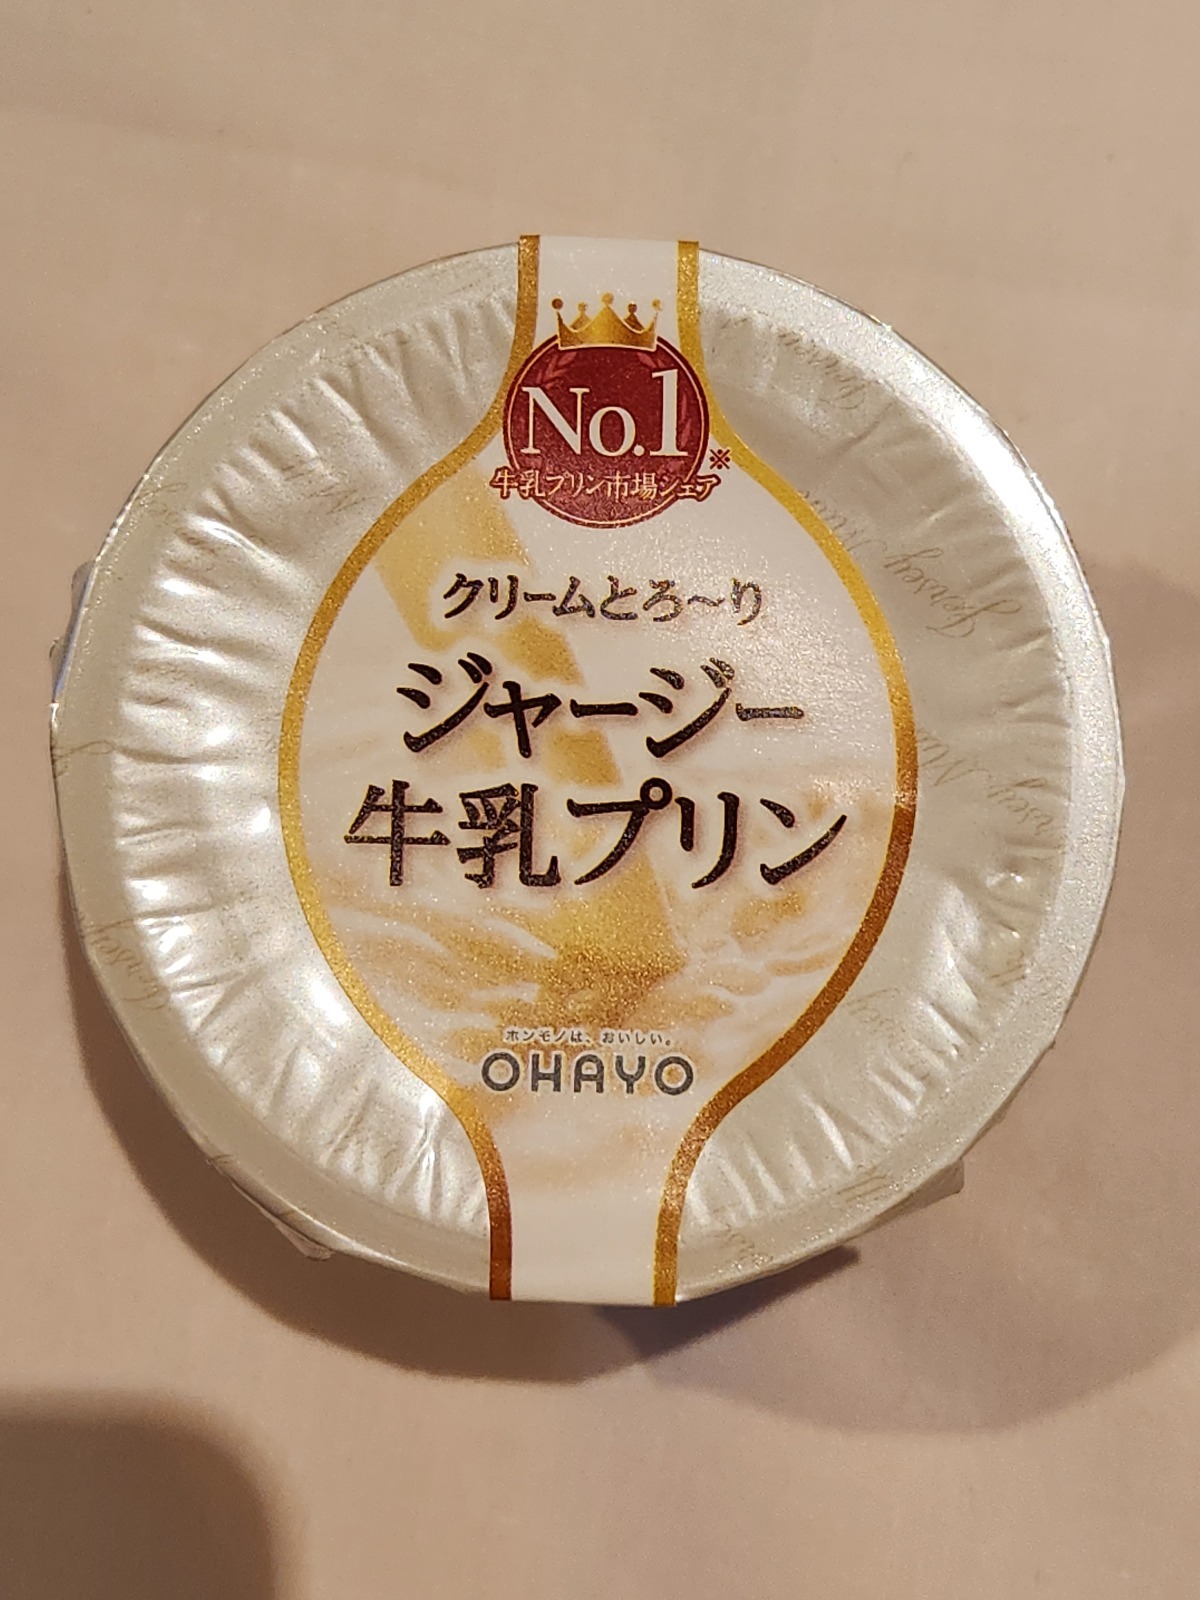 No.1
※
牛乳プリン市場シェア
クリームとろ～り
ジャージー
牛乳プリン
ホンモノは、おいしい。
OHAYO
Jersey